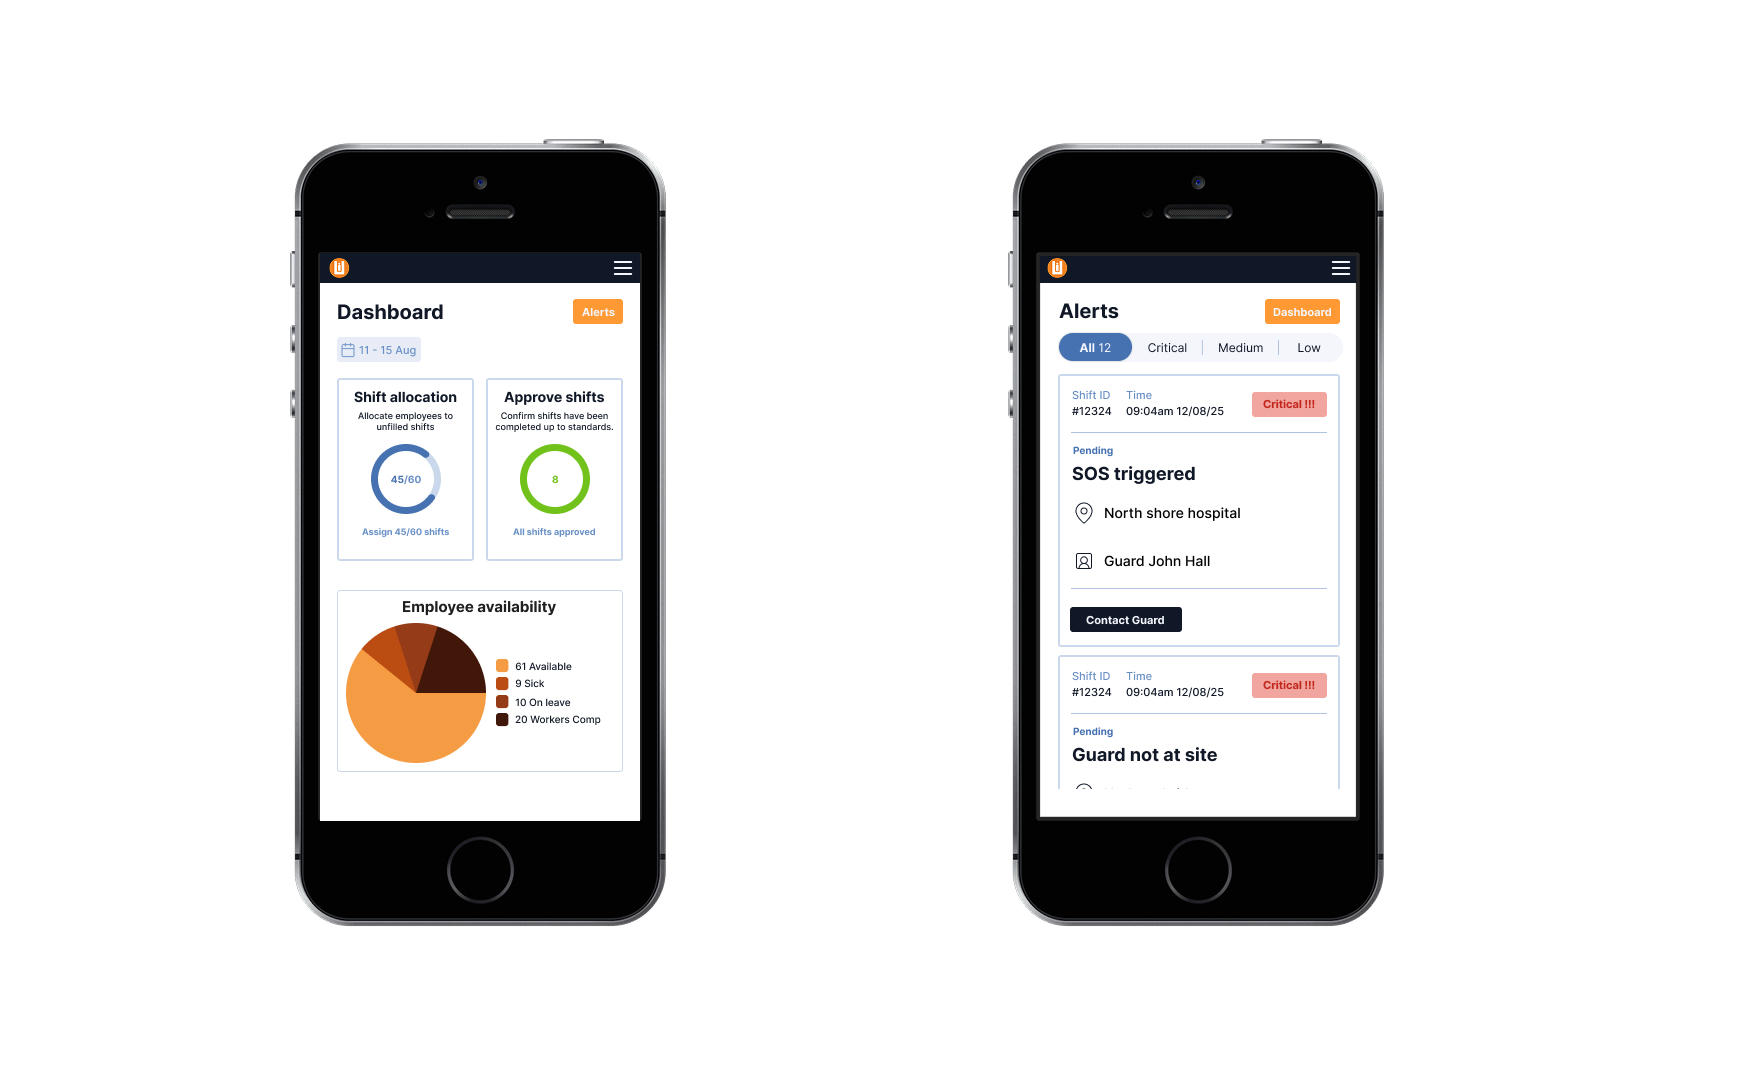 Dashboard
Alerts
11 - 15 Aug
Shift allocation
Allocate employees to
unfilled shifts
45/60
Assign 45/60 shifts
Approve shifts
Confirm shifts have been
completed up to standards.
8
All shifts approved
Employee availability
61 Available
9 Sick
10 On leave
20 Workers Comp
Alerts
Dashboard
All 12
Critical
Medium
Low
Shift ID
Time
#12324
09:04am 12/08/25
Critical !!!
Pending
SOS triggered
North shore hospital
Guard John Hall
Contact Guard
Shift ID
Time
#12324
09:04am 12/08/25
Critical !!!
Pending
Guard not at site